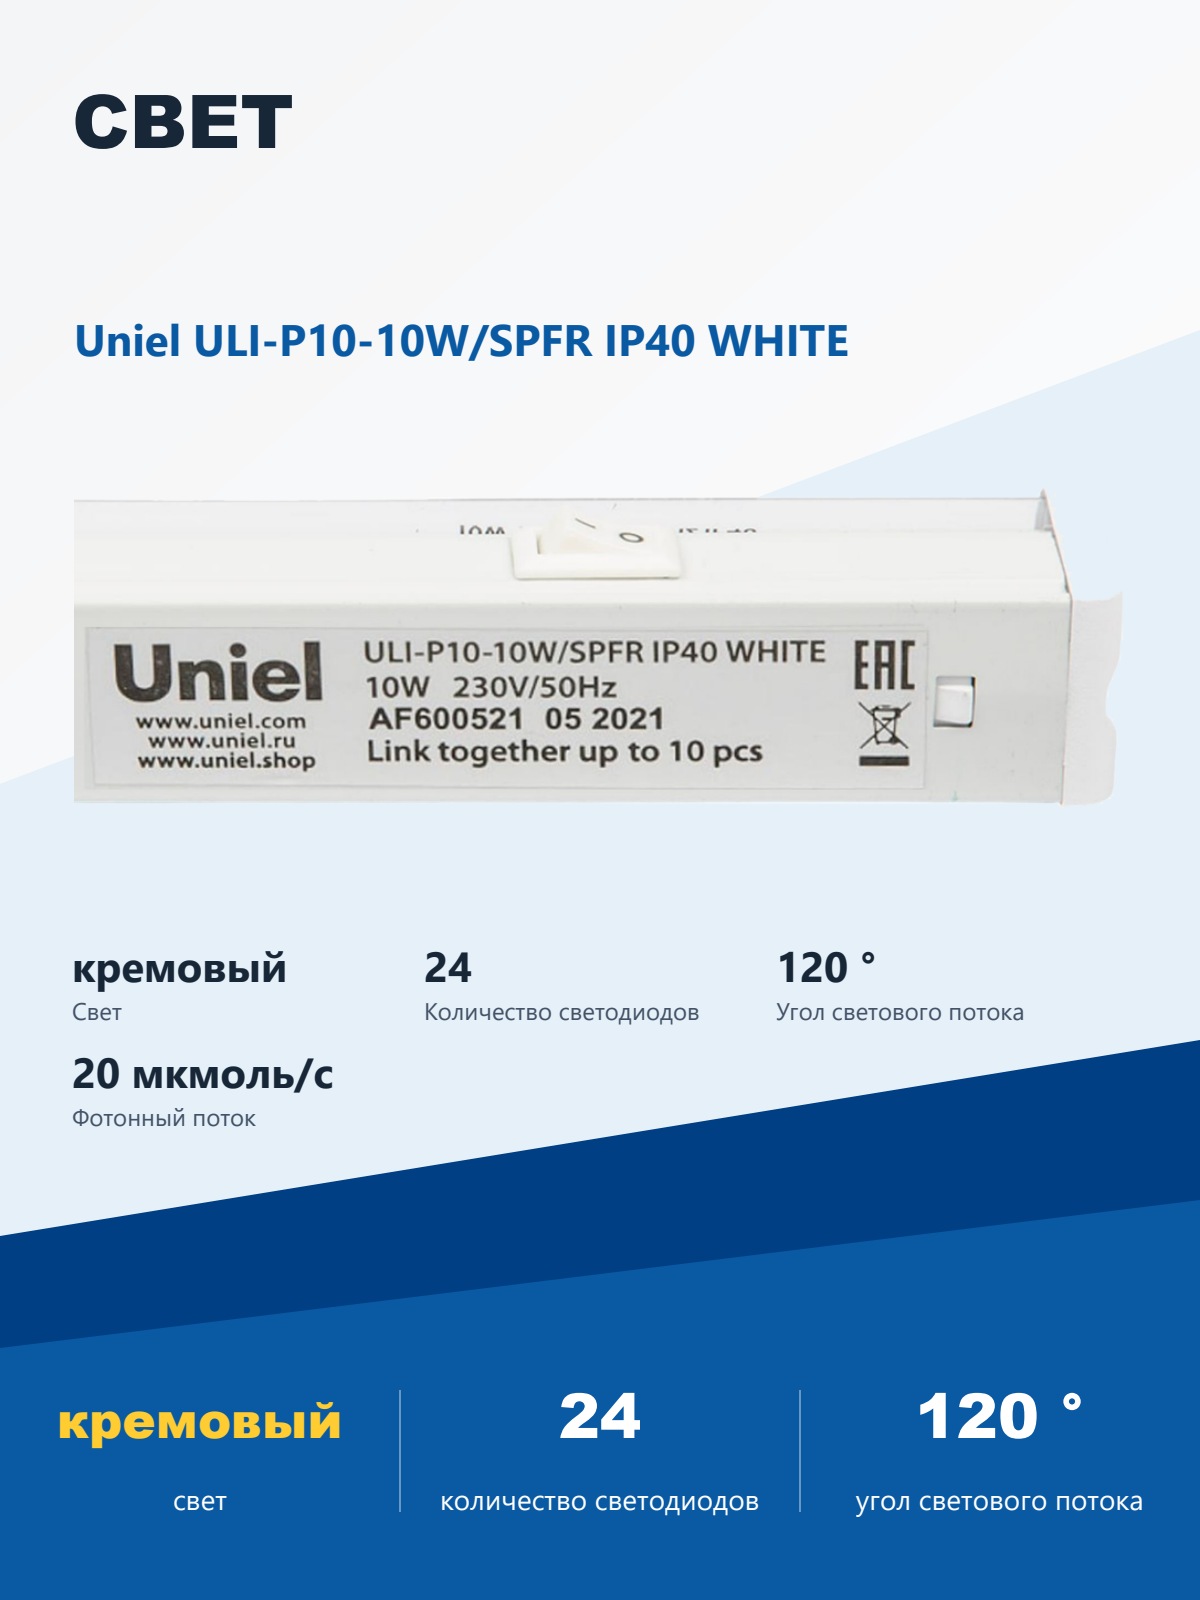 СВЕТ
Uniel ULI-P10-10W/SPFR IP40 WHITE
Uniel
www.uniel.com
www.uniel.ru
www.uniel.shop
ULI-P10-10W/SPFR IP40 WHITE
10W 230V/50Hz
AF600521 05 2021
Link together up to 10 pcs
EAC
кремовый
Свет
24
Количество светодиодов
120 °
Угол светового потока
20 мкмоль/с
Фотонный поток
кремовый
свет
24
количество светодиодов
120 °
угол светового потока